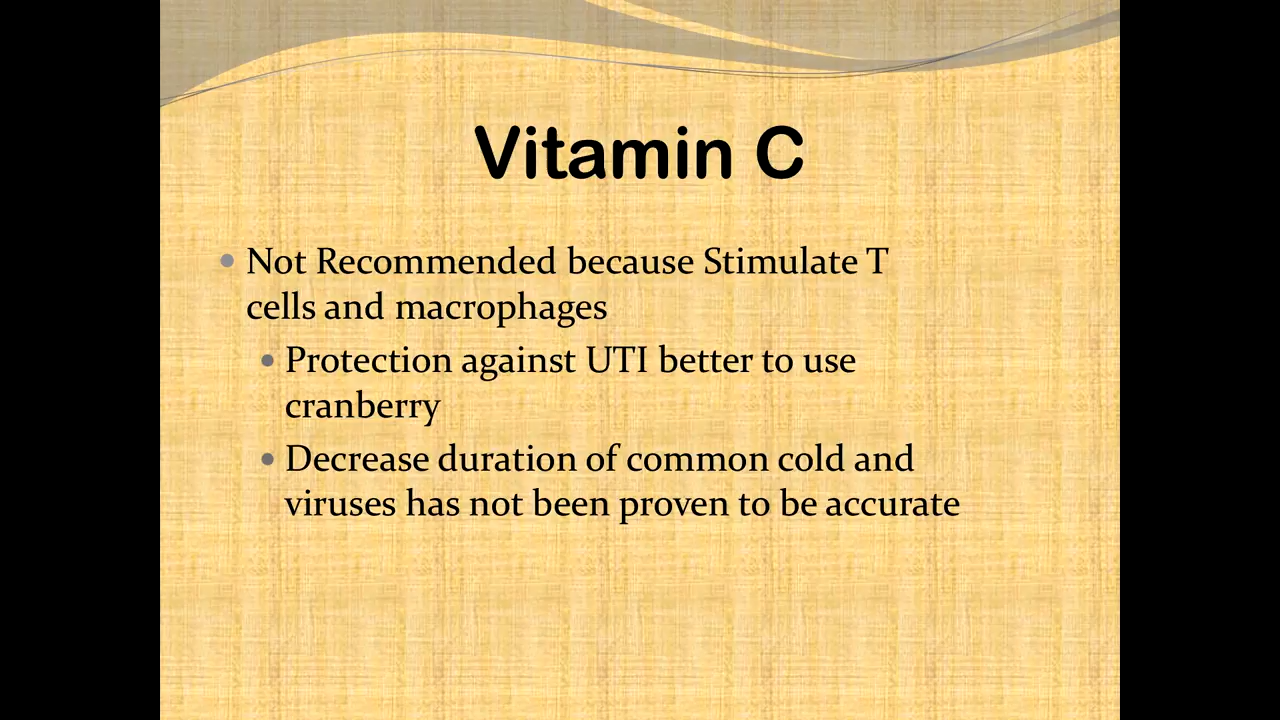 Vitamin C
Not Recommended because Stimulate T
cells and macrophages
Protection against UTI better to use
cranberry
Decrease duration of common cold and
viruses has not been proven to be accurate